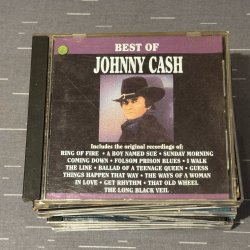 BEST OF
JOHNNY CASH
Includes the original recordings of:
RING OF FIRE • A BOY NAMED SUE • SUNDAY MORNING
COMING DOWN • FOLSOM PRISON BLUES • I WALK
THE LINE • BALLAD OF A TEENAGE QUEEN • GUESS
THINGS HAPPEN THAT WAY • THE WAYS OF A WOMAN
IN LOVE • GET RHYTHM • THAT OLD WHEEL
THE LONG BLACK VEIL